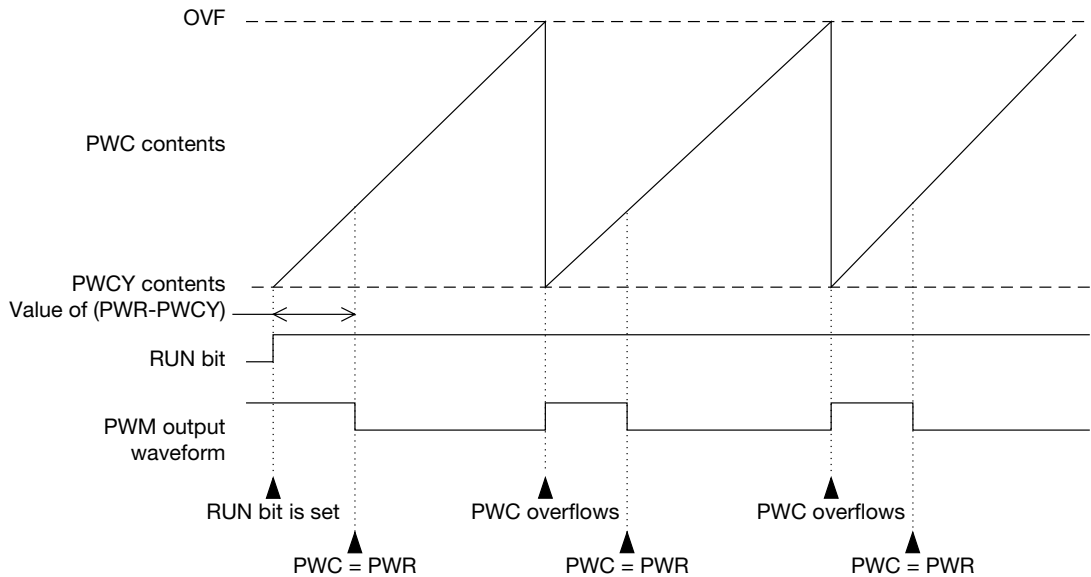 OVF
PWC contents
PWCY contents
Value of (PWR-PWCY)
RUN bit
PWM output
waveform
RUN bit is set
PWC overflows
PWC overflows
PWC = PWR
PWC = PWR
PWC = PWR